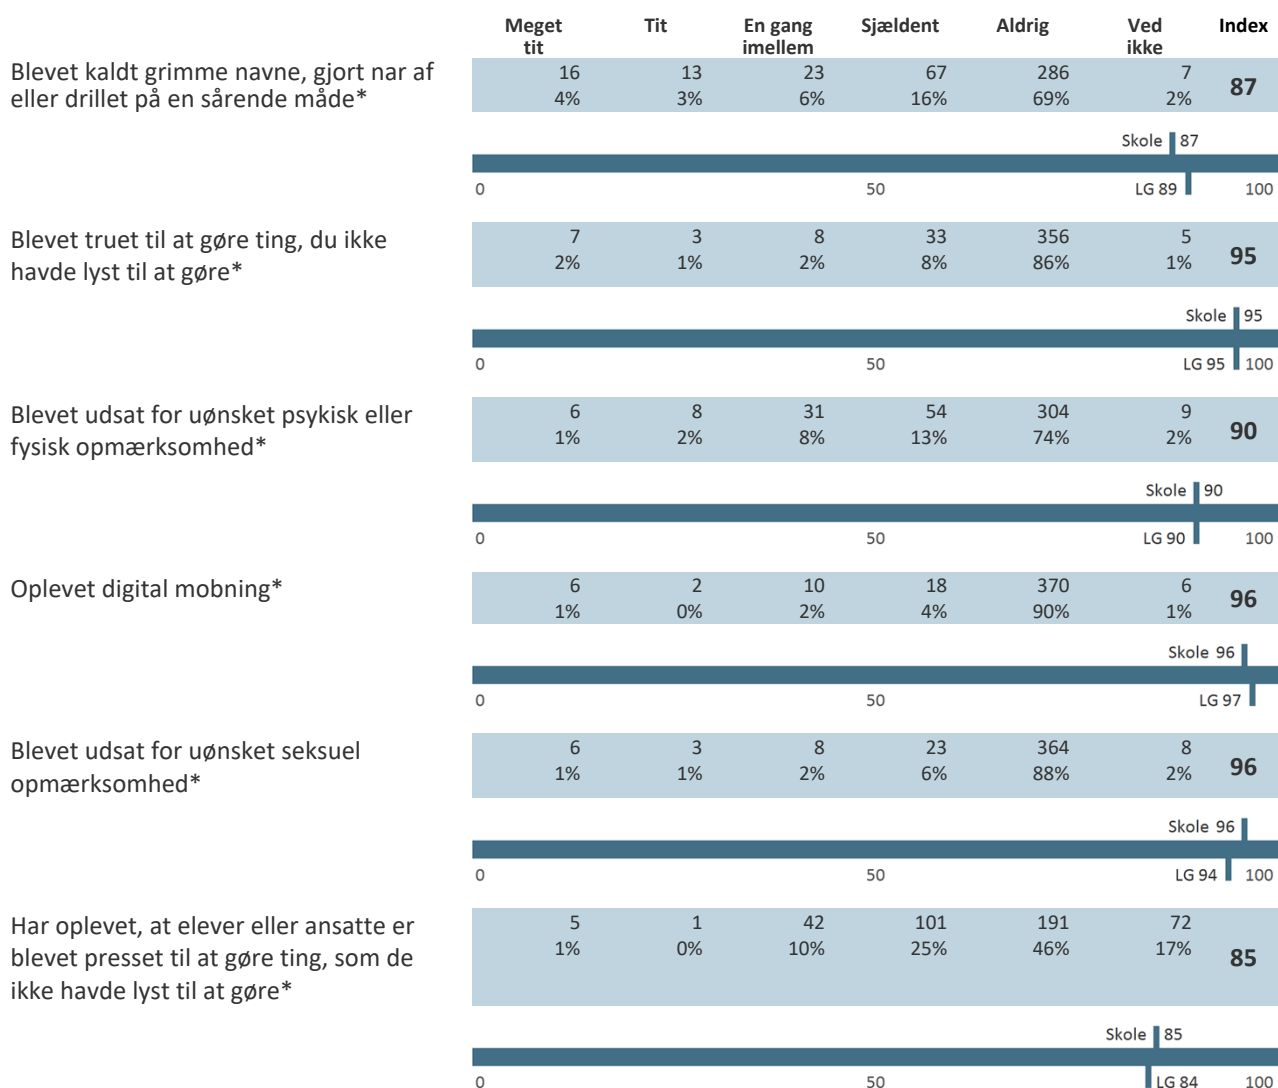 Meget tit Tit En gang imellem Sjældent Aldrig Ved ikke Index
Blevet kaldt grimme navne, gjort nar af 16 13 23 67 286 7 87
eller drillet på en sårende måde* 4% 3% 6% 16% 69% 2%
Skole 87
0 50 LG 89 100
Blevet truet til at gøre ting, du ikke 7 3 8 33 356 5 95
havde lyst til at gøre* 2% 1% 2% 8% 86% 1%
Skole 95
0 50 LG 95 100
Blevet udsat for uønsket psykisk eller 6 8 31 54 304 9 90
fysisk opmærksomhed* 1% 2% 8% 13% 74% 2%
Skole 90
0 50 LG 90 100
Oplevet digital mobning* 6 2 10 18 370 6 96
1% 0% 2% 4% 90% 1%
Skole 96
0 50 LG 97
Blevet udsat for uønsket seksuel 6 3 8 23 364 8 96
opmærksomhed* 1% 1% 2% 6% 88% 2%
Skole 96
0 50 LG 94 100
Har oplevet, at elever eller ansatte er 5 1 42 101 191 72
blevet presset til at gøre ting, som de 1% 0% 10% 25% 46% 17% 85
ikke havde lyst til at gøre*
Skole 85
0 50 LG 84 100